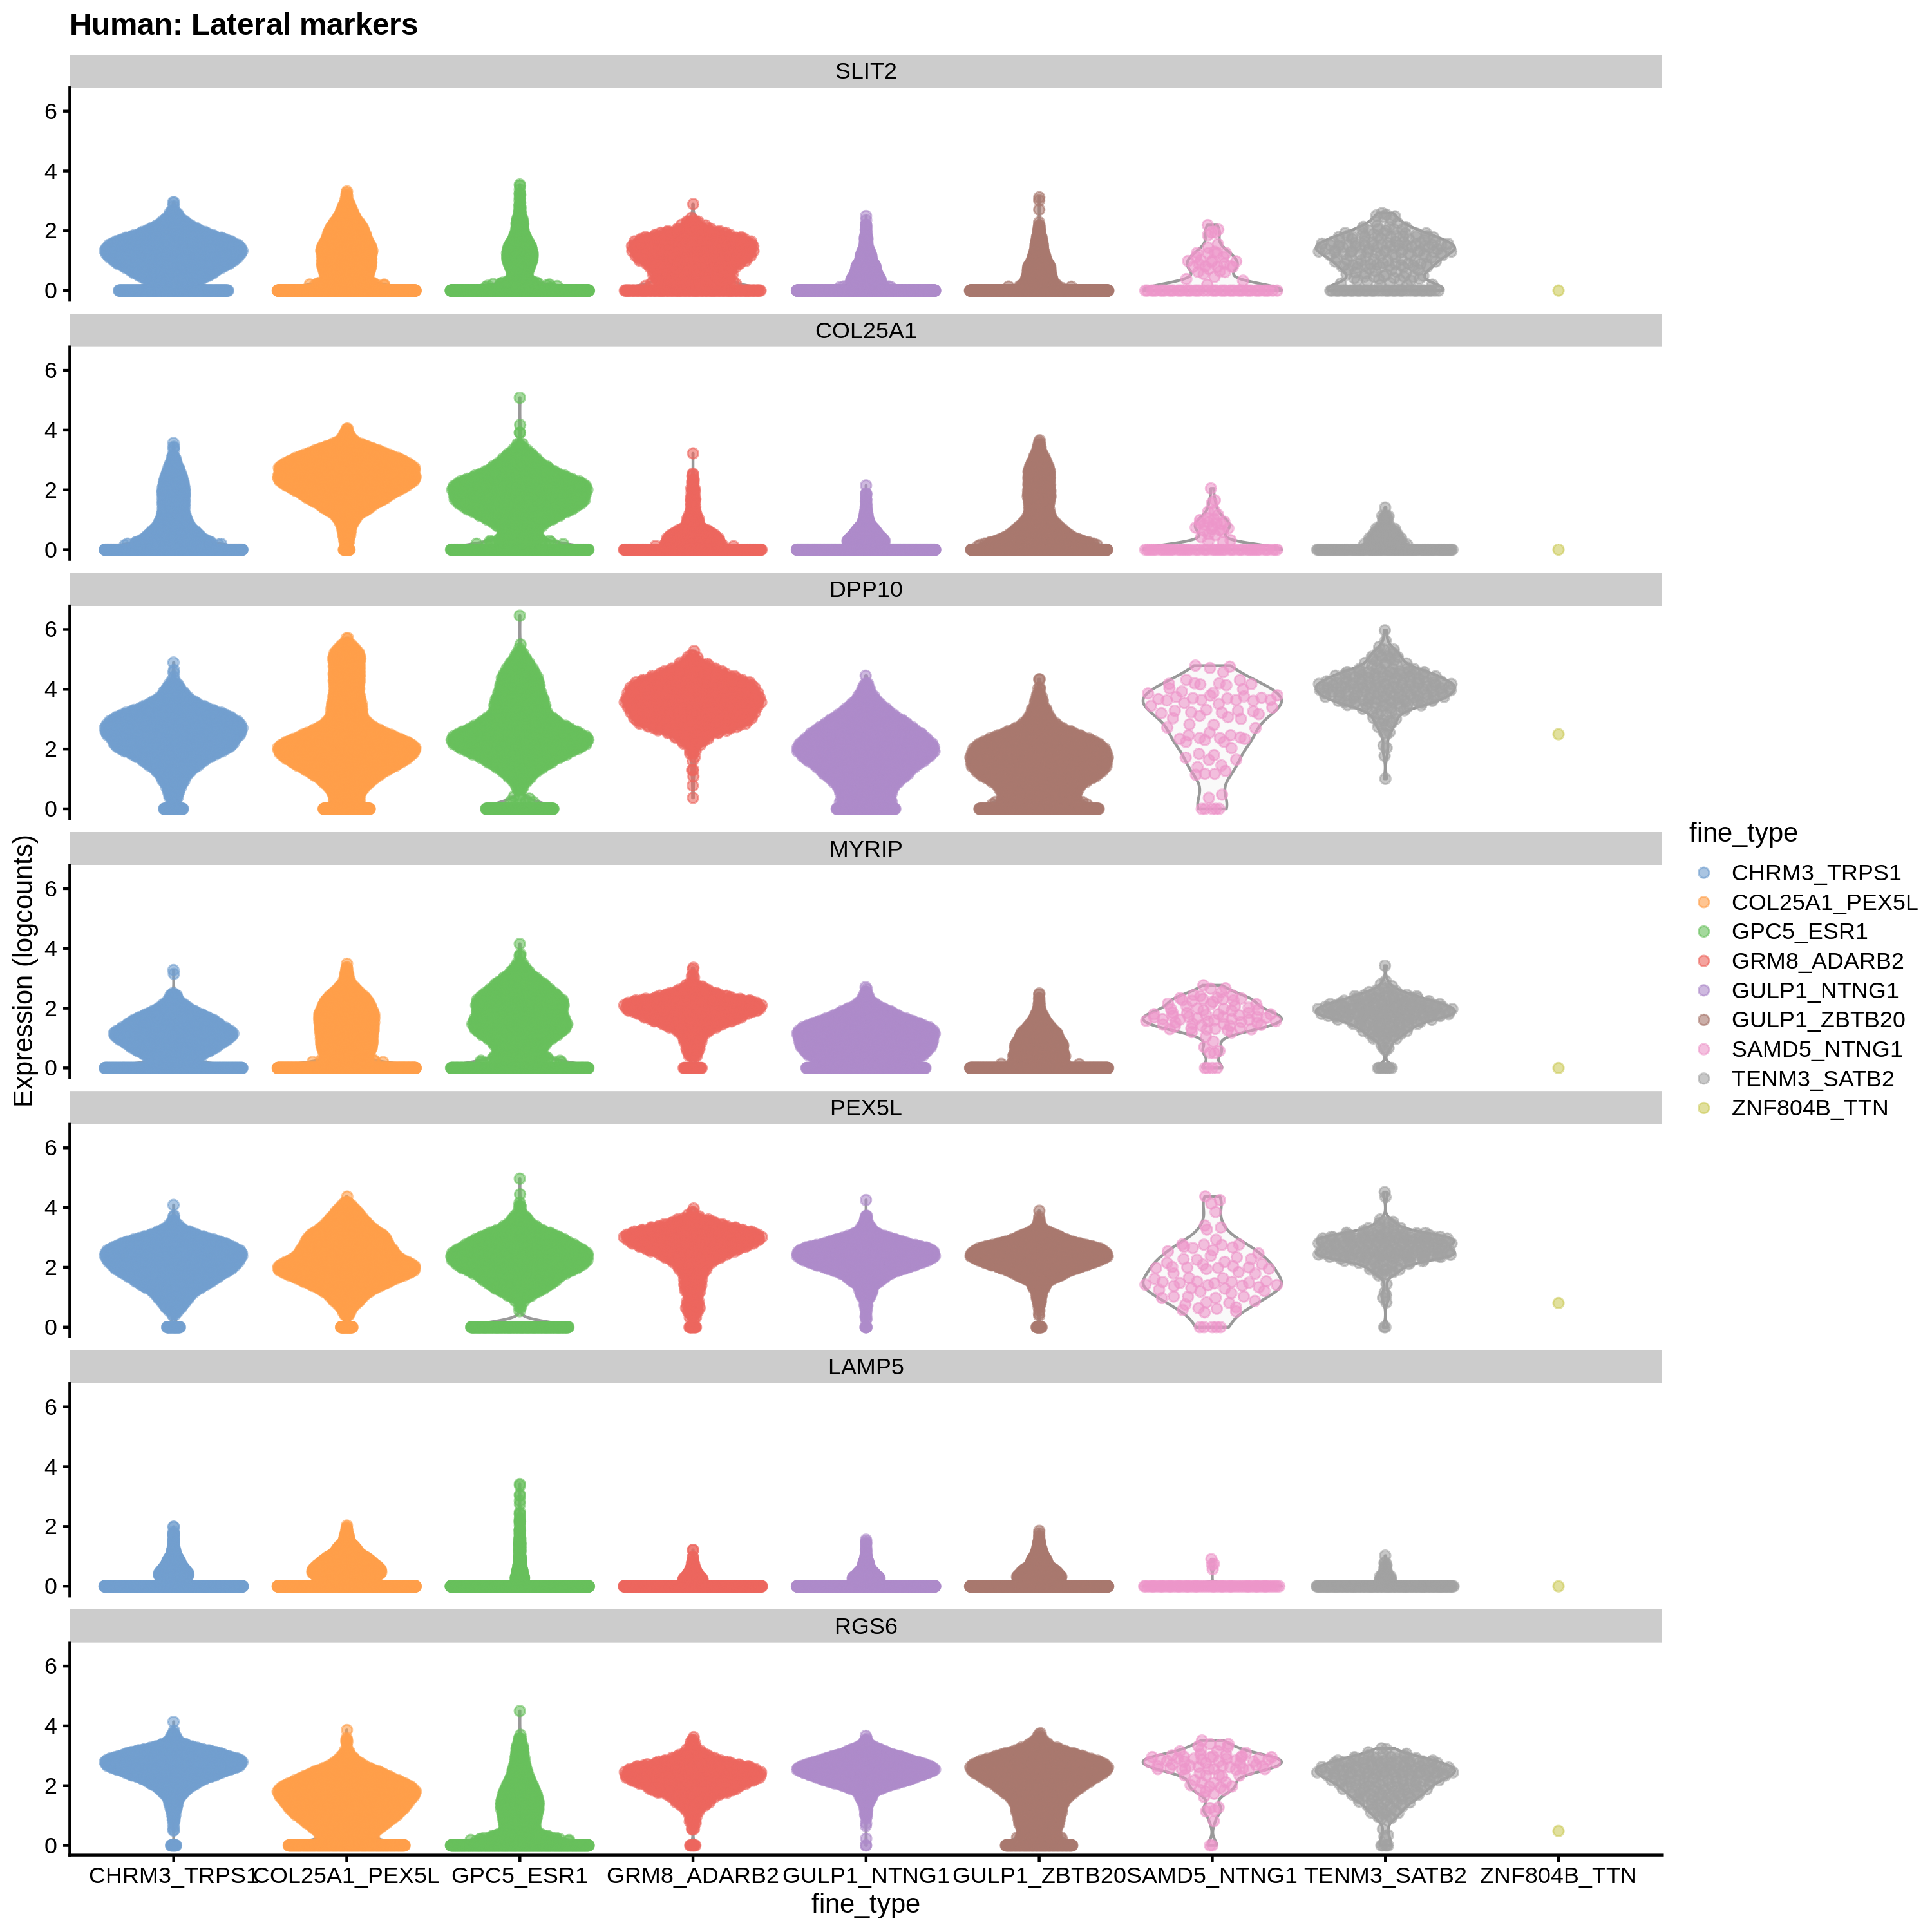 Human: Lateral markers
SLIT2
6
4
2
0
COL25A1
6
4
2
0
DPP10
6
4
2
0
MYRIP
6
4
2
0
PEX5L
6
4
2
0
LAMP5
6
4
2
0
RGS6
6
4
2
0
Expression (logcounts)
CHRM3_TRPS1 COL25A1_PEX5L GPC5_ESR1 GRM8_ADARB2 GULP1_NTNG1 GULP1_ZBTB20 SAMD5_NTNG1 TENM3_SATB2 ZNF804B_TTN
fine_type
fine_type
CHRM3_TRPS1
COL25A1_PEX5L
GPC5_ESR1
GRM8_ADARB2
GULP1_NTNG1
GULP1_ZBTB20
SAMD5_NTNG1
TENM3_SATB2
ZNF804B_TTN